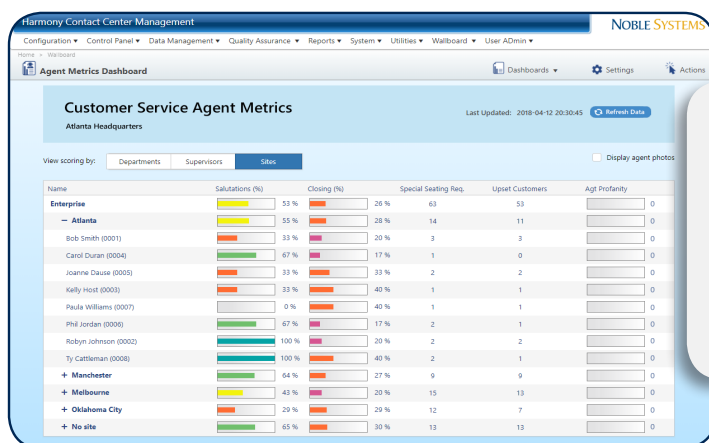 Harmony Contact Center Management
NOBLE SYSTEMS
Configuration ▾ Control Panel ▾ Data Management ▾ Quality Assurance ▾ Reports ▾ System ▾ Utilities ▾ Wallboard ▾ User ADmin ▾
Home » Wallboard
Agent Metrics Dashboard Dashboards ▾ Settings Actions
Customer Service Agent Metrics
Last Updated: 2018-04-12 20:30:45 Refresh Data
Atlanta Headquarters
View scoring by: Departments Supervisors Sites Display agent photos
Name Salutations (%) Closing (%) Special Seating Req. Upset Customers Agt Profanity
Enterprise 53 % 26 % 63 53 0
− Atlanta 55 % 28 % 14 11 0
Bob Smith (0001) 33 % 20 % 3 3 0
Carol Duran (0004) 67 % 17 % 1 0 0
Joanne Dause (0005) 33 % 33 % 2 2 0
Kelly Host (0003) 33 % 40 % 1 1 0
Paula Williams (0007) 0 % 40 % 1 1 0
Phil Jordan (0006) 67 % 17 % 2 1 0
Robyn Johnson (0002) 100 % 20 % 2 2 0
Ty Cattleman (0008) 100 % 40 % 2 1 0
+ Manchester 64 % 27 % 9 9 0
+ Melbourne 43 % 20 % 15 13 0
+ Oklahoma City 29 % 29 % 12 7 0
+ No site 65 % 30 % 13 13 0